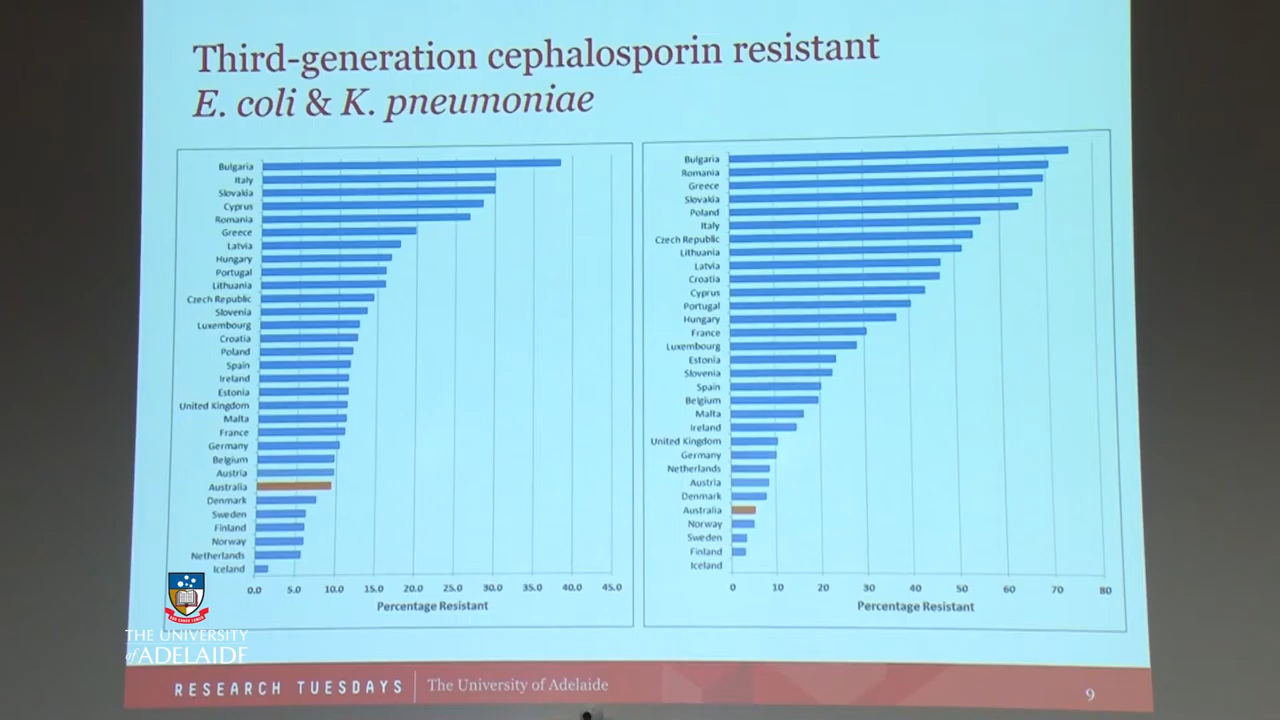 Third-generation cephalosporin resistant
E. coli & K. pneumoniae
Bulgaria
Italy
Slovakia
Cyprus
Romania
Greece
Latvia
Hungary
Portugal
Lithuania
Czech Republic
Slovenia
Luxembourg
Croatia
Poland
Spain
Ireland
Estonia
United Kingdom
Malta
France
Germany
Belgium
Austria
Australia
Denmark
Sweden
Finland
Norway
Netherlands
Iceland
0.0 5.0 10.0 15.0 20.0 25.0 30.0 35.0 40.0 45.0
Percentage Resistant
Bulgaria
Romania
Greece
Slovakia
Poland
Italy
Czech Republic
Lithuania
Latvia
Croatia
Cyprus
Portugal
Hungary
France
Luxembourg
Estonia
Slovenia
Spain
Belgium
Malta
Ireland
United Kingdom
Germany
Netherlands
Austria
Denmark
Australia
Norway
Sweden
Finland
Iceland
0 10 20 30 40 50 60 70 80
Percentage Resistant
THE UNIVERSITY
of ADELAIDE
RESEARCH TUESDAYS The University of Adelaide
9